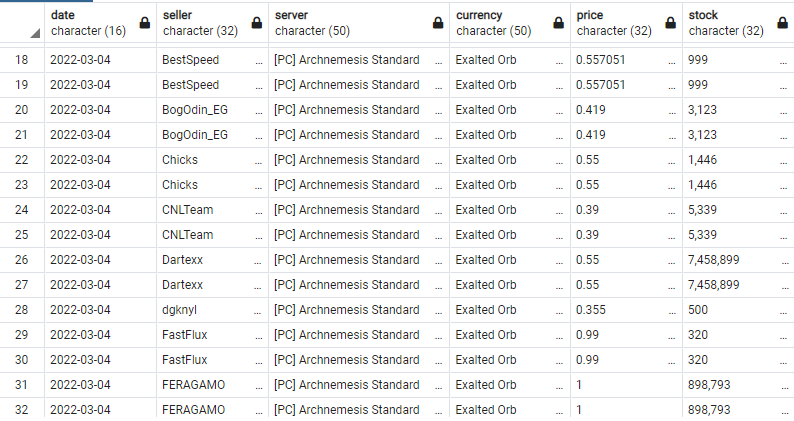 date seller server currency price stock
character (16) character (32) character (50) character (50) character (32) character (32)
18 2022-03-04 BestSpeed ... [PC] Archnemesis Standard ... Exalted Orb ... 0.557051 ... 999 ...
19 2022-03-04 BestSpeed ... [PC] Archnemesis Standard ... Exalted Orb ... 0.557051 ... 999 ...
20 2022-03-04 BogOdin_EG ... [PC] Archnemesis Standard ... Exalted Orb ... 0.419 ... 3,123 ...
21 2022-03-04 BogOdin_EG ... [PC] Archnemesis Standard ... Exalted Orb ... 0.419 ... 3,123 ...
22 2022-03-04 Chicks ... [PC] Archnemesis Standard ... Exalted Orb ... 0.55 ... 1,446 ...
23 2022-03-04 Chicks ... [PC] Archnemesis Standard ... Exalted Orb ... 0.55 ... 1,446 ...
24 2022-03-04 CNLTeam ... [PC] Archnemesis Standard ... Exalted Orb ... 0.39 ... 5,339 ...
25 2022-03-04 CNLTeam ... [PC] Archnemesis Standard ... Exalted Orb ... 0.39 ... 5,339 ...
26 2022-03-04 Dartexx ... [PC] Archnemesis Standard ... Exalted Orb ... 0.55 ... 7,458,899 ...
27 2022-03-04 Dartexx ... [PC] Archnemesis Standard ... Exalted Orb ... 0.55 ... 7,458,899 ...
28 2022-03-04 dgknyl ... [PC] Archnemesis Standard ... Exalted Orb ... 0.355 ... 500 ...
29 2022-03-04 FastFlux ... [PC] Archnemesis Standard ... Exalted Orb ... 0.99 ... 320 ...
30 2022-03-04 FastFlux ... [PC] Archnemesis Standard ... Exalted Orb ... 0.99 ... 320 ...
31 2022-03-04 FERAGAMO ... [PC] Archnemesis Standard ... Exalted Orb ... 1 ... 898,793 ...
32 2022-03-04 FERAGAMO ... [PC] Archnemesis Standard ... Exalted Orb ... 1 ... 898,793 ...